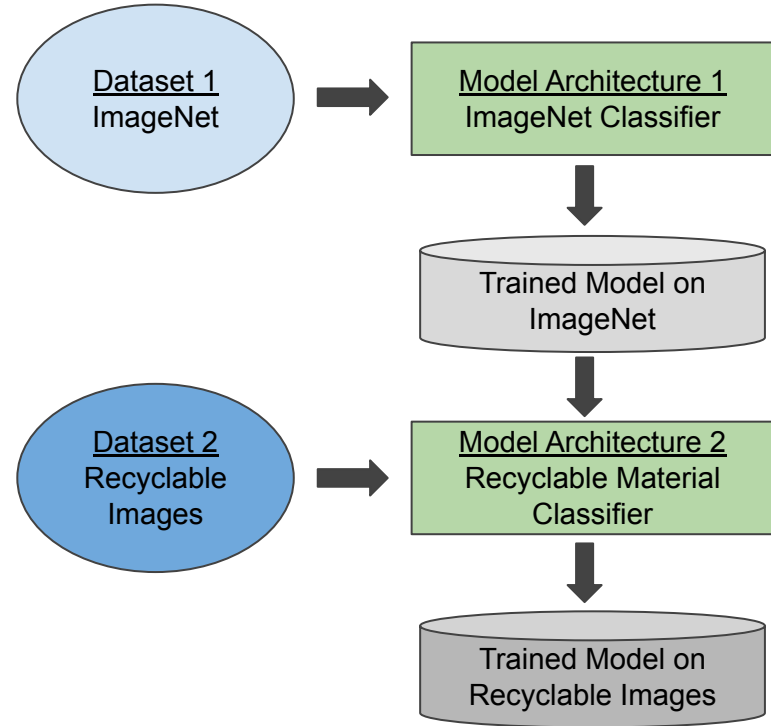 Dataset 1
ImageNet
Model Architecture 1
ImageNet Classifier
Trained Model on
ImageNet
Dataset 2
Recyclable
Images
Model Architecture 2
Recyclable Material
Classifier
Trained Model on
Recyclable Images